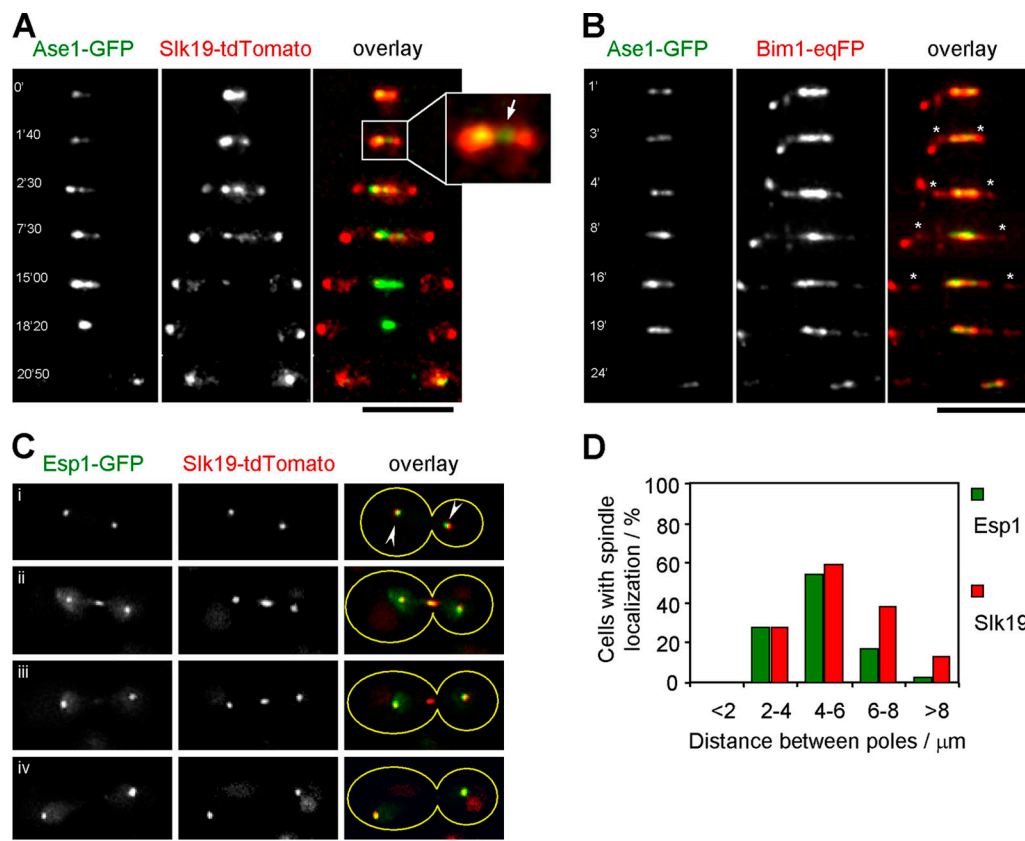 A
Ase1-GFP Slk19-tdTomato overlay
0'
1'40
2'30
7'30
15'00
18'20
20'50
B
Ase1-GFP Bim1-eqFP overlay
1'
3'
* *
4'
* *
8'
* *
16'
* *
19'
24'
C
Esp1-GFP Slk19-tdTomato overlay
i
ii
iii
iv
D
Cells with spindle
localization / %
100
80
60
40
20
0
<2 2-4 4-6 6-8 >8
Distance between poles / μm
Esp1
Slk19